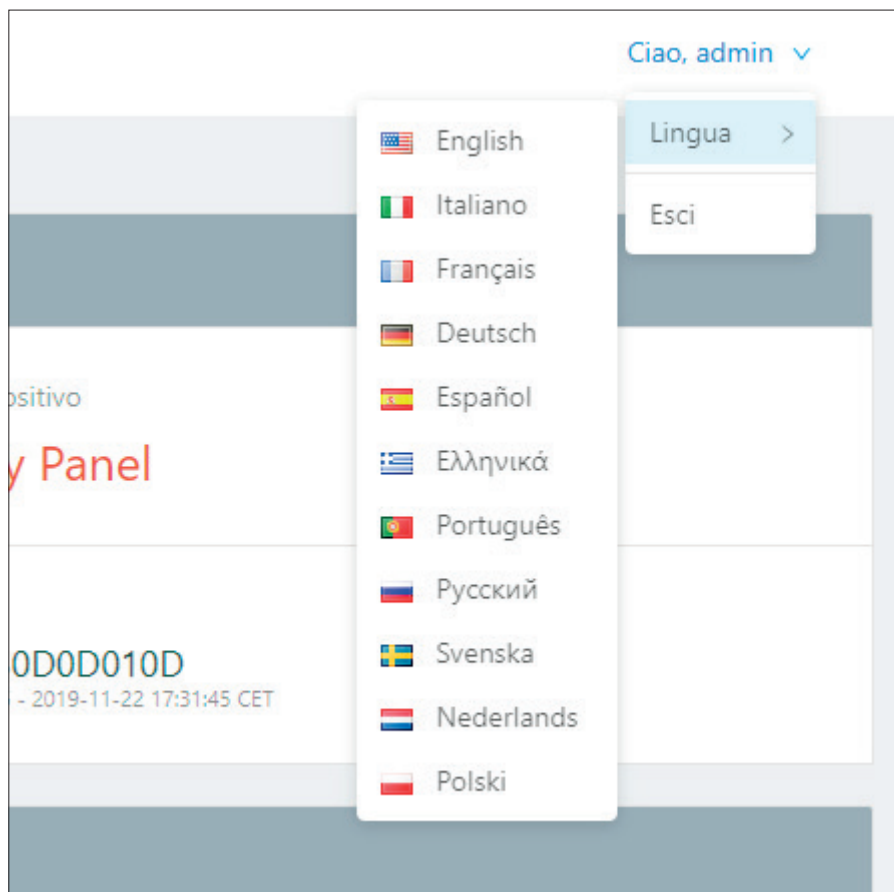 Ciao, admin
Lingua
Esci
English
Italiano
Français
Deutsch
Español
Ελληνικά
Português
Русский
Svenska
Nederlands
Polski
Panel
0D0D010D
- 2019-11-22 17:31:45 CET